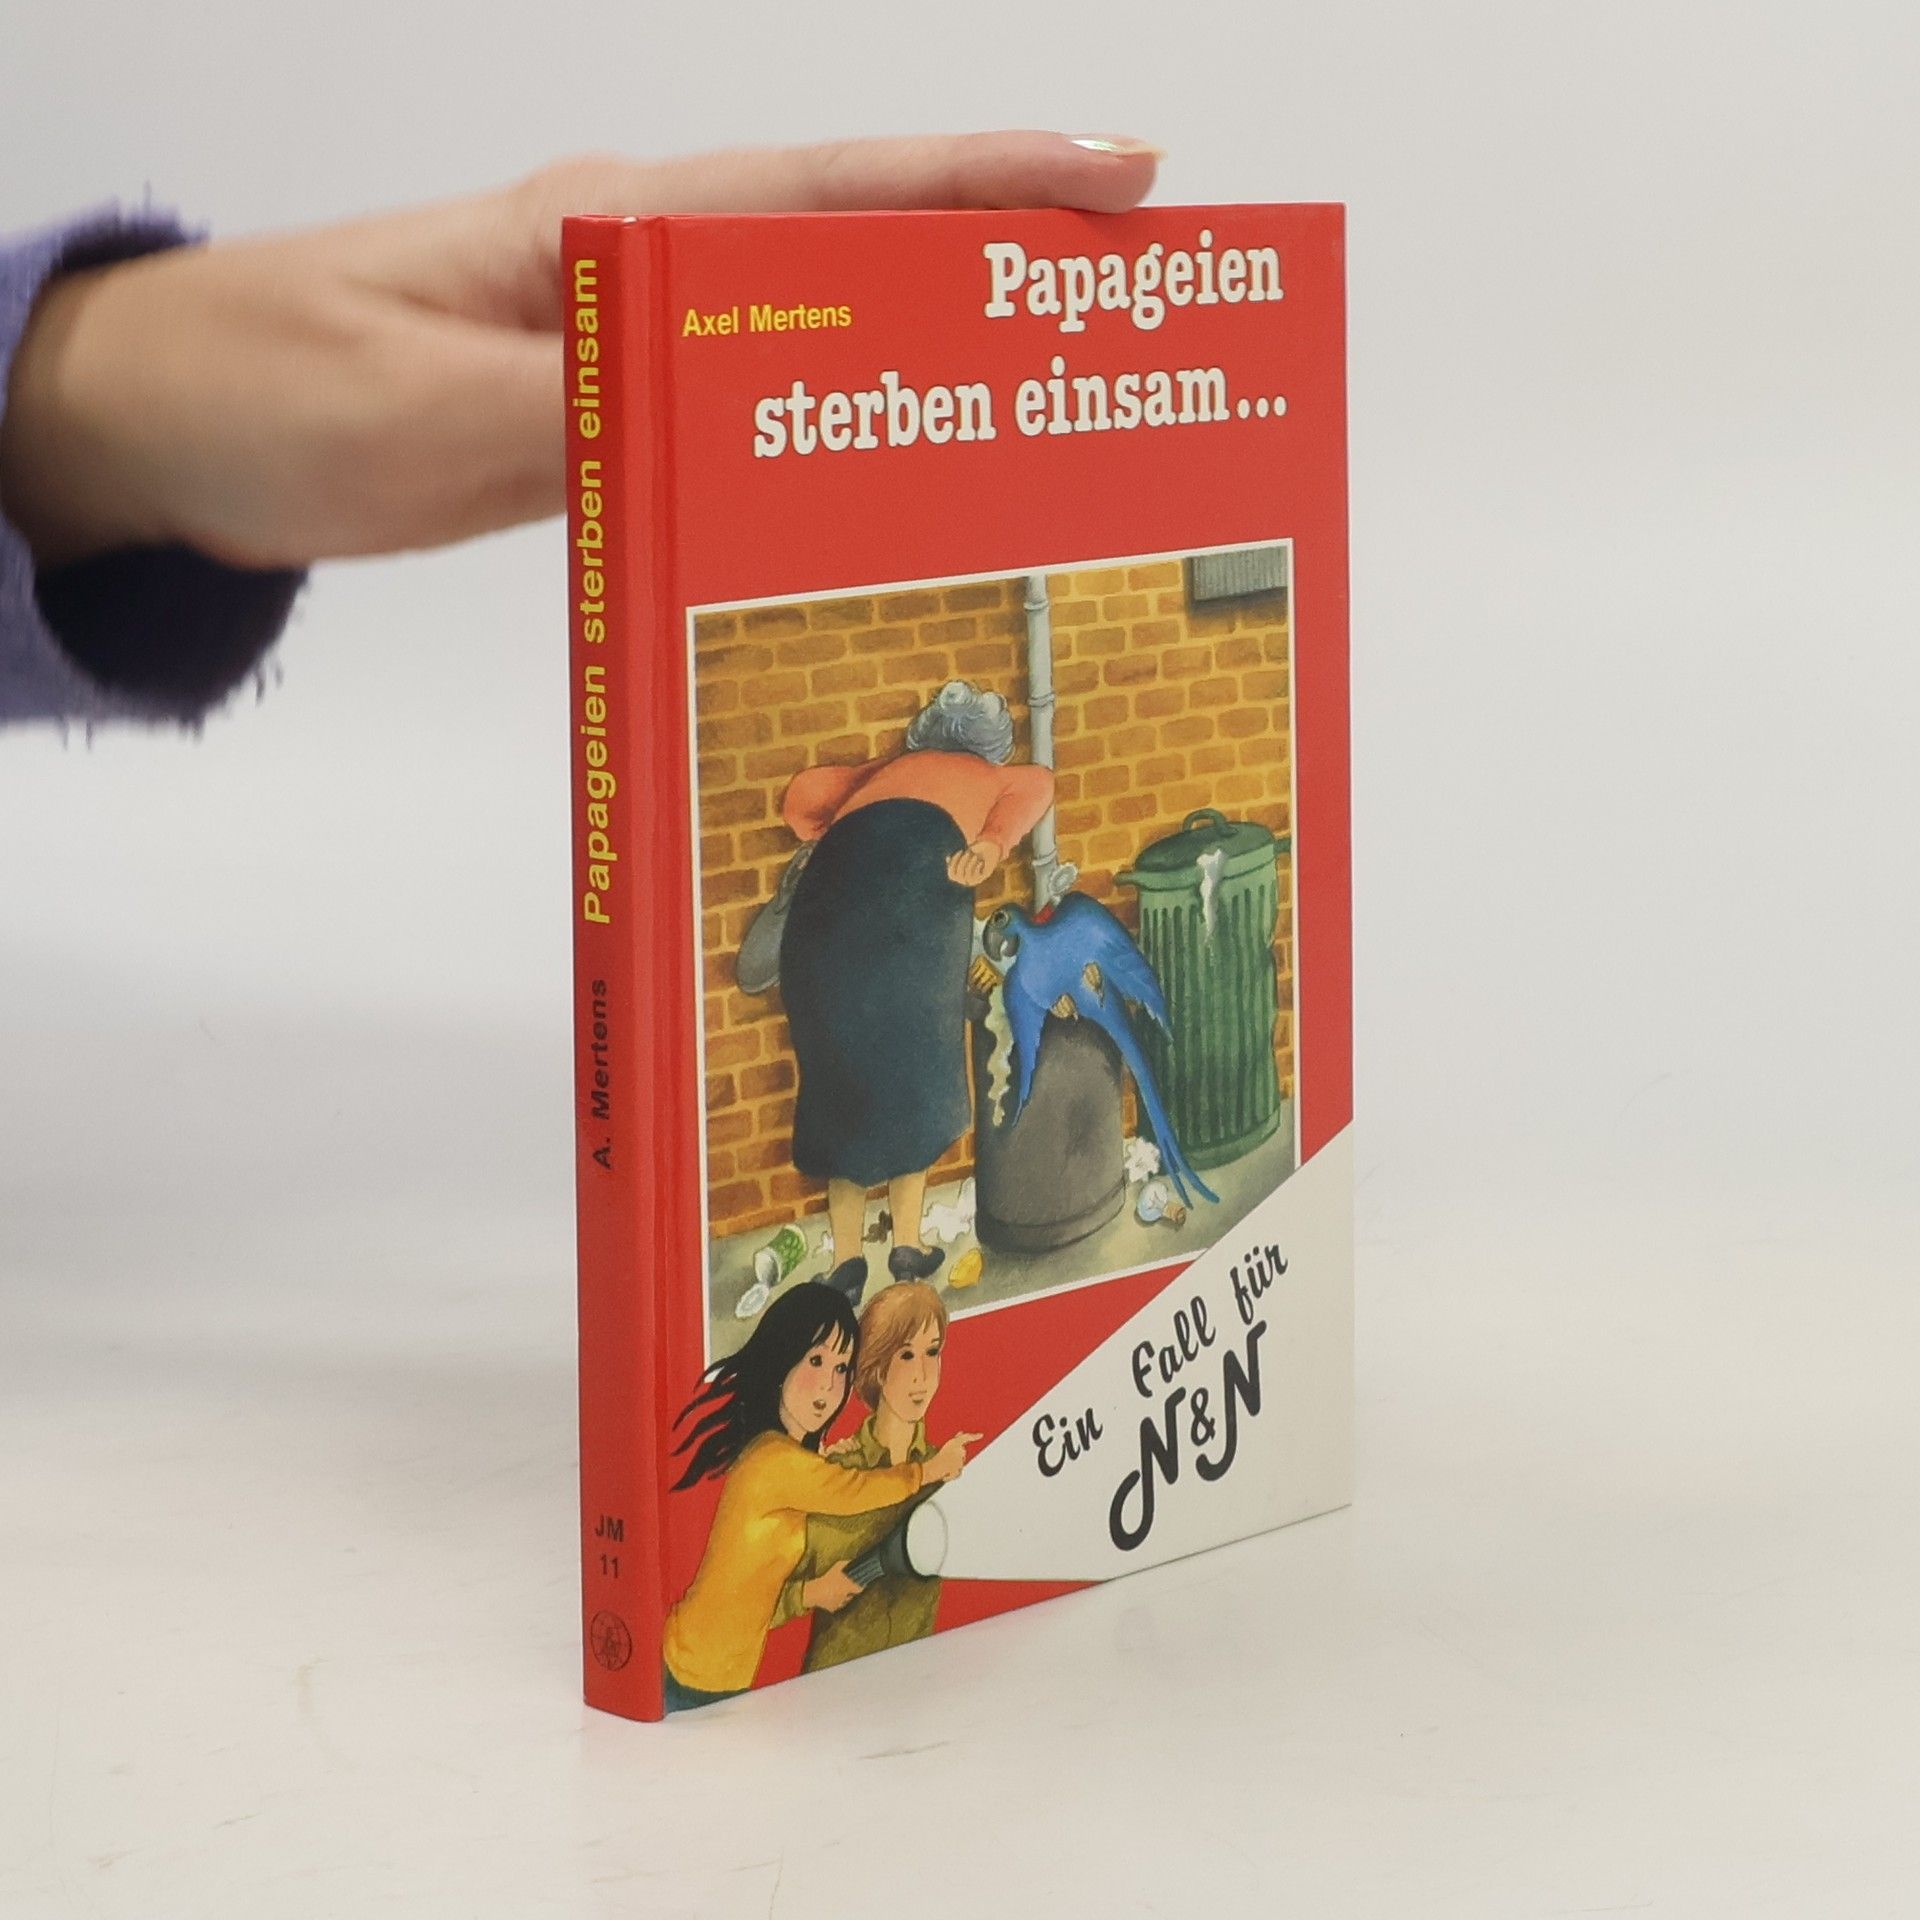 Axel Mertens
Papageien
sterben einsam...
Ein Fall für
N&N
A. Mertens Papageien sterben einsam
JM
11